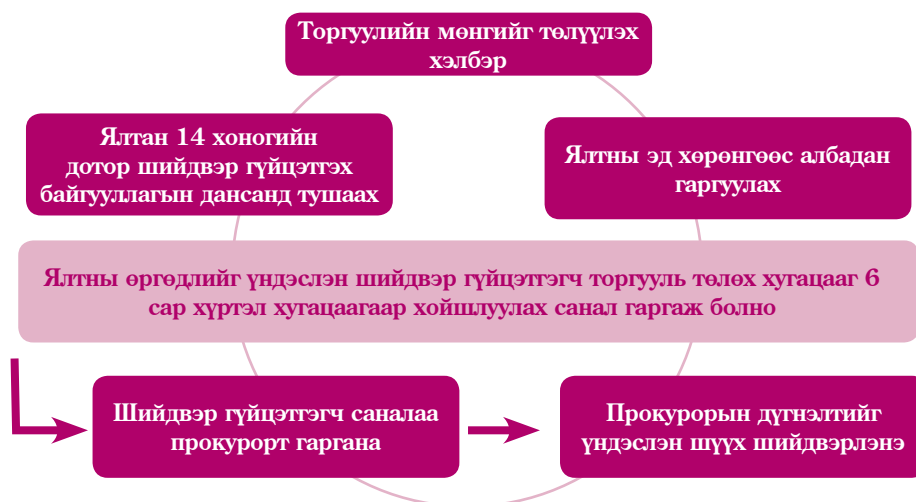 Торгуулийн мөнгийг төлүүлэх
хэлбэр
Ялтан 14 хоногийн
дотор шийдвэр гүйцэтгэх
байгууллагын дансанд тушаах
Ялтны эд хөрөнгөөс албадан
гаргуулах
Ялтны өргөдлийг үндэслэн шийдвэр гүйцэтгэгч торгууль төлөх хугацааг 6
сар хүртэл хугацаагаар хойшлуулах санал гаргаж болно
Шийдвэр гүйцэтгэгч саналаа
прокурорт гаргана
Прокурорын дүгнэлтийг
үндэслэн шүүх шийдвэрлэнэ